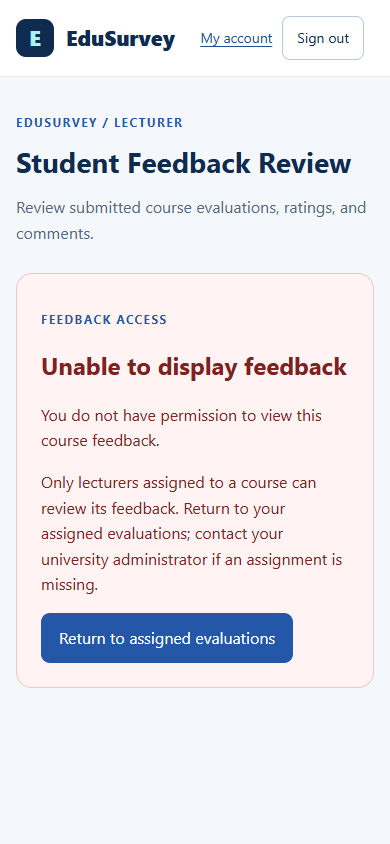 E EduSurvey My account Sign out
EDUSURVEY / LECTURER
Student Feedback Review
Review submitted course evaluations, ratings, and
comments.
FEEDBACK ACCESS
Unable to display feedback
You do not have permission to view this
course feedback.
Only lecturers assigned to a course can
review its feedback. Return to your
assigned evaluations; contact your
university administrator if an assignment is
missing.
Return to assigned evaluations